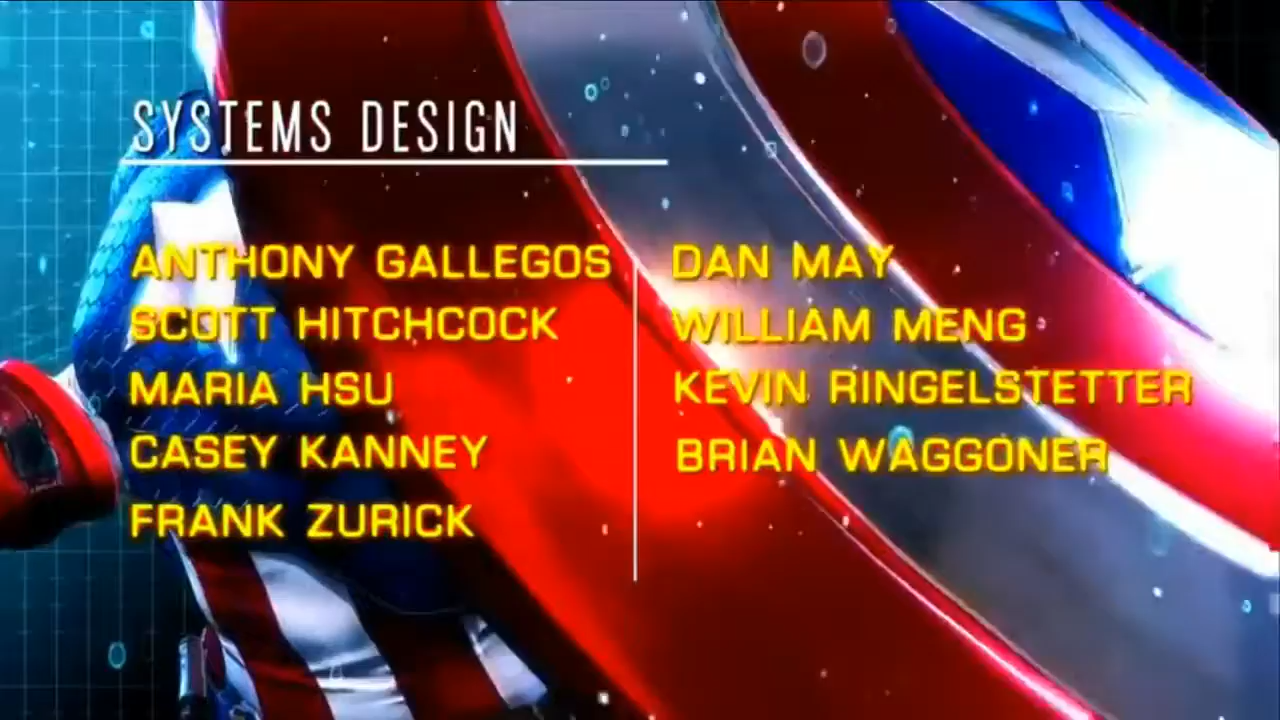 SYSTEMS DESIGN
ANTHONY GALLEGOS
SCOTT HITCHCOCK
MARIA HSU
CASEY KANNEY
FRANK ZURICK
DAN MAY
WILLIAM MENG
KEVIN RINGELSTETTER
BRIAN WAGGONER